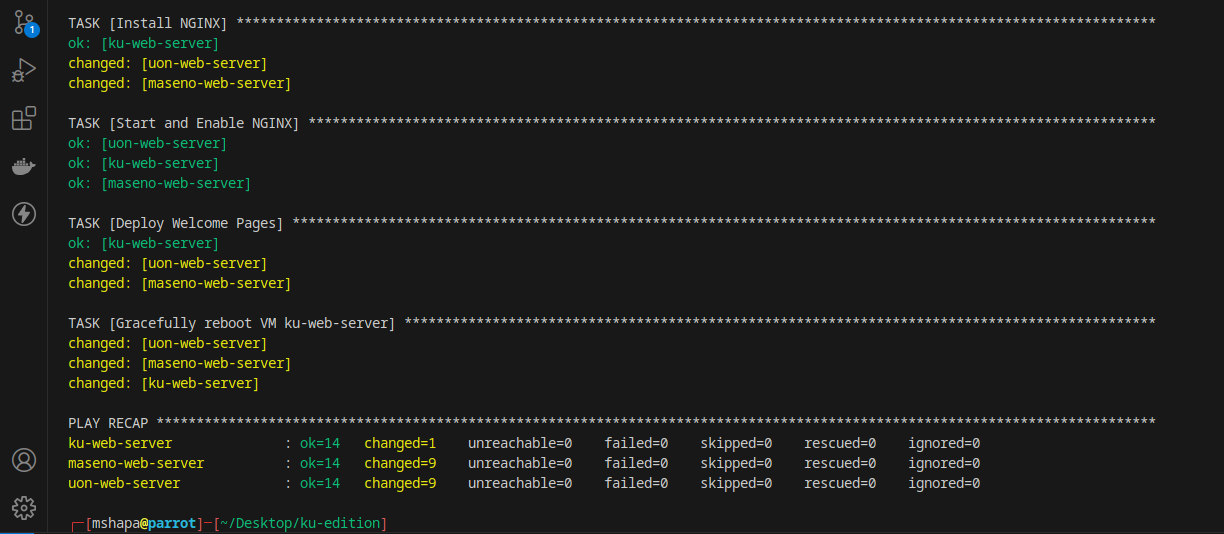 TASK [Install NGINX] *******************************************************************************************************************
ok: [ku-web-server]
changed: [uon-web-server]
changed: [maseno-web-server]
TASK [Start and Enable NGINX] **********************************************************************************************************
ok: [uon-web-server]
ok: [ku-web-server]
ok: [maseno-web-server]
TASK [Deploy Welcome Pages] ************************************************************************************************************
ok: [ku-web-server]
changed: [uon-web-server]
changed: [maseno-web-server]
TASK [Gracefully reboot VM ku-web-server] **********************************************************************************************
changed: [uon-web-server]
changed: [maseno-web-server]
changed: [ku-web-server]
PLAY RECAP *****************************************************************************************************************************
ku-web-server : ok=14 changed=1 unreachable=0 failed=0 skipped=0 rescued=0 ignored=0
maseno-web-server : ok=14 changed=9 unreachable=0 failed=0 skipped=0 rescued=0 ignored=0
uon-web-server : ok=14 changed=9 unreachable=0 failed=0 skipped=0 rescued=0 ignored=0
┌─[mshapa@parrot]─[~/Desktop/ku-edition]
1